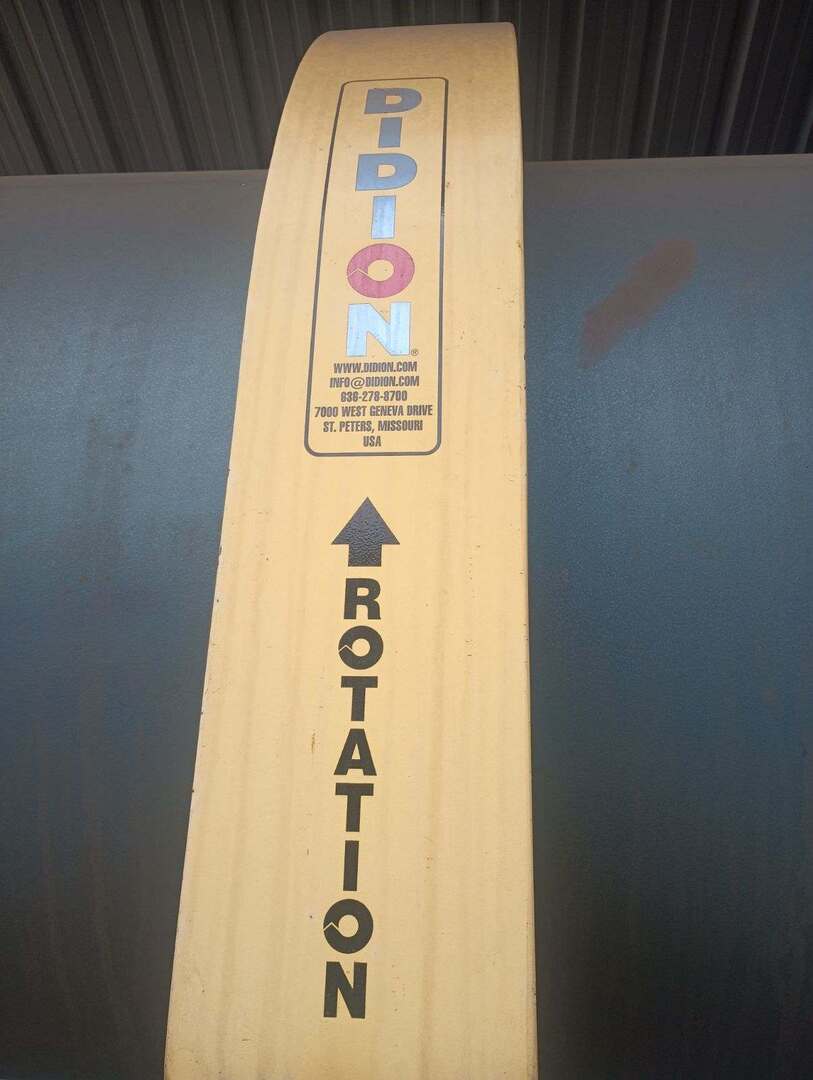 DIDION®
WWW.DIDION.COM
INFO@DIDION.COM
636-278-8700
7000 WEST GENEVA DRIVE
ST. PETERS, MISSOURI
USA
ROTATION